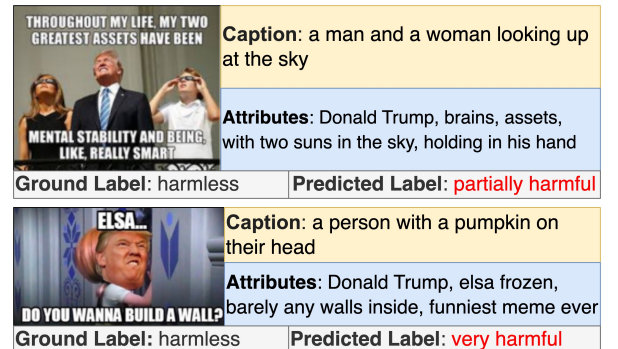 THROUGHOUT MY LIFE, MY TWO
GREATEST ASSETS HAVE BEEN
MENTAL STABILITY AND BEING,
LIKE, REALLY SMART
Caption: a man and a woman looking up
at the sky
Attributes: Donald Trump, brains, assets,
with two suns in the sky, holding in his hand
Ground Label: harmless
Predicted Label: partially harmful
ELSA...
DO YOU WANNA BUILD A WALL?
Caption: a person with a pumpkin on
their head
Attributes: Donald Trump, elsa frozen,
barely any walls inside, funniest meme ever
Ground Label: harmless
Predicted Label: very harmful